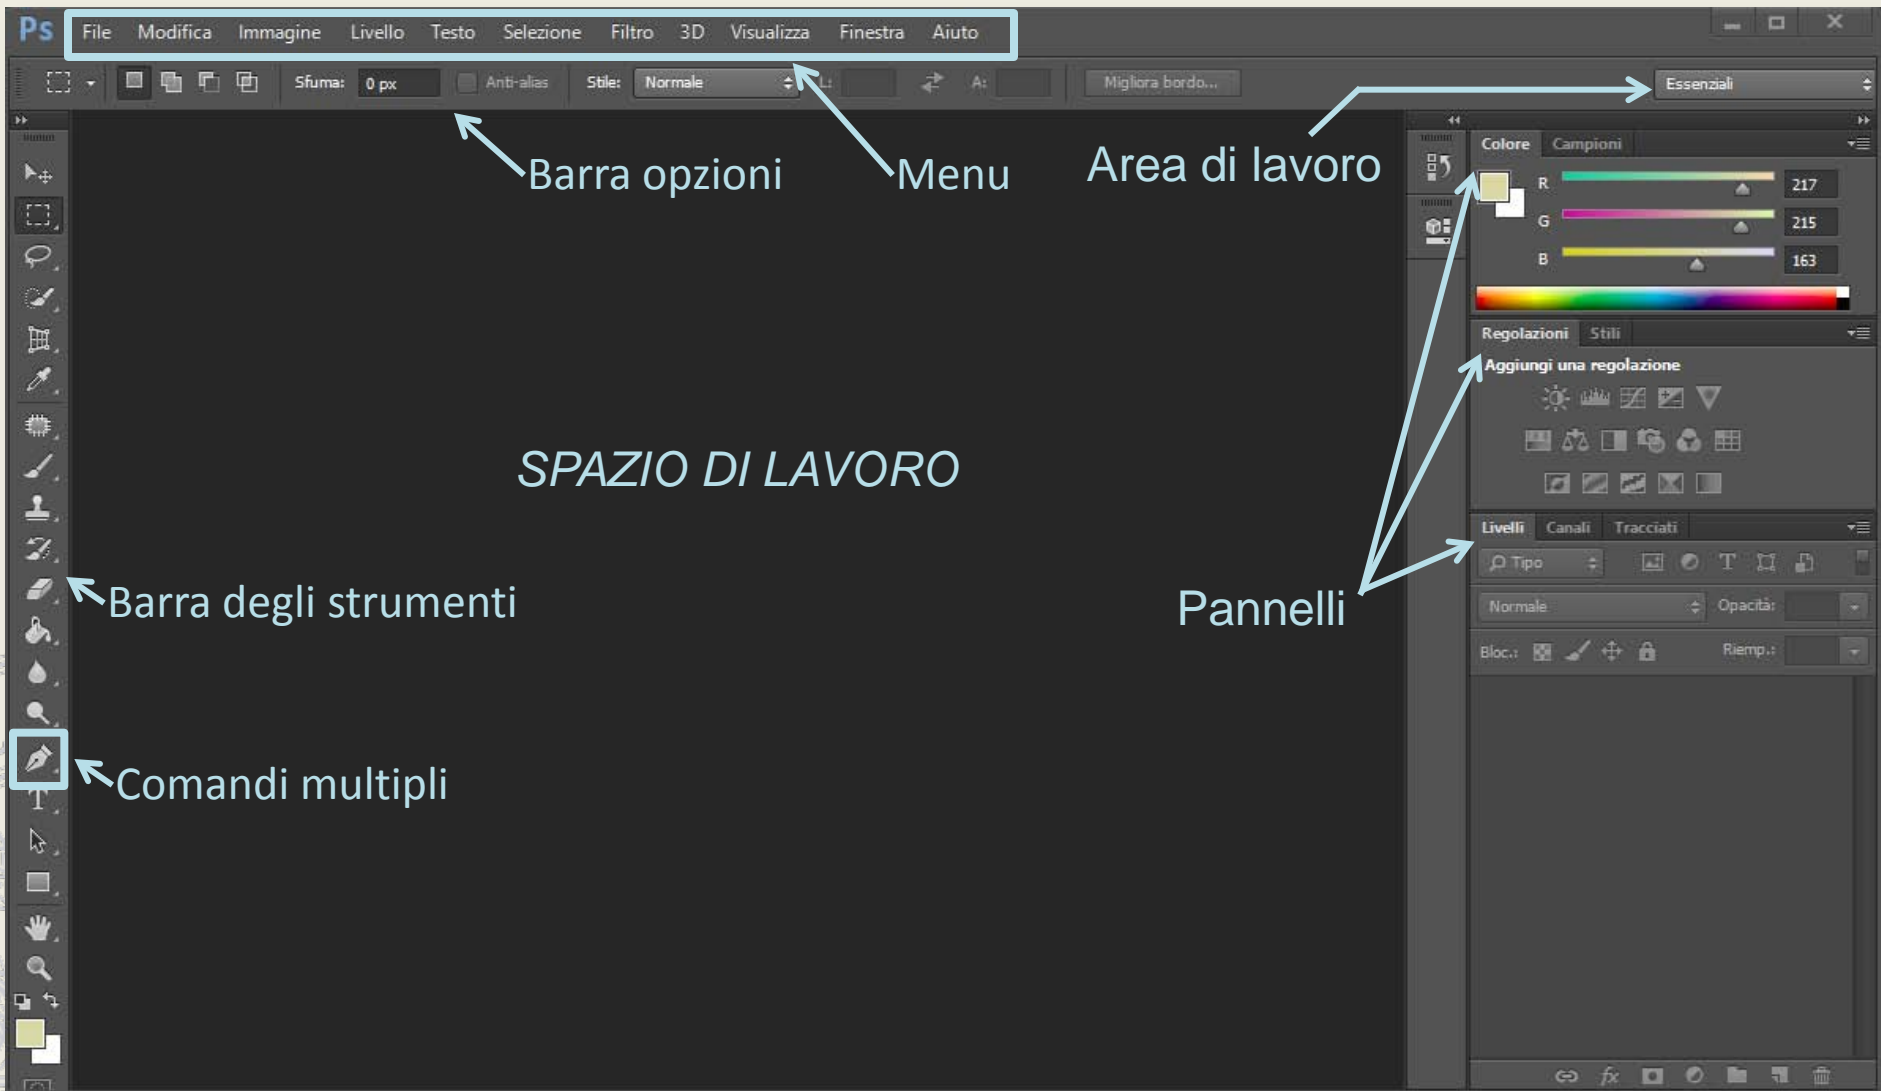 Ps File Modifica Immagine Livello Testo Selezione Filtro 3D Visualizza Finestra Aiuto
Sfuma: 0 px Anti-alias Stile: Normale L: A: Migliora bordo... Essenziali
Barra opzioni
Menu
Area di lavoro
Colore Campioni
R 217
G 215
B 163
Regolazioni Stili
Aggiungi una regolazione
SPAZIO DI LAVORO
Livelli Canali Tracciati
Tipo
Normale Opacità:
Bloc.: Riemp.:
Barra degli strumenti
Pannelli
Comandi multipli